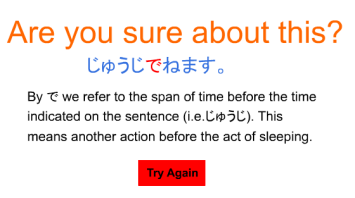 Are you sure about this?
じゅうじでねます。
By で we refer to the span of time before the time
indicated on the sentence (i.e.じゅうじ). This
means another action before the act of sleeping.
Try Again